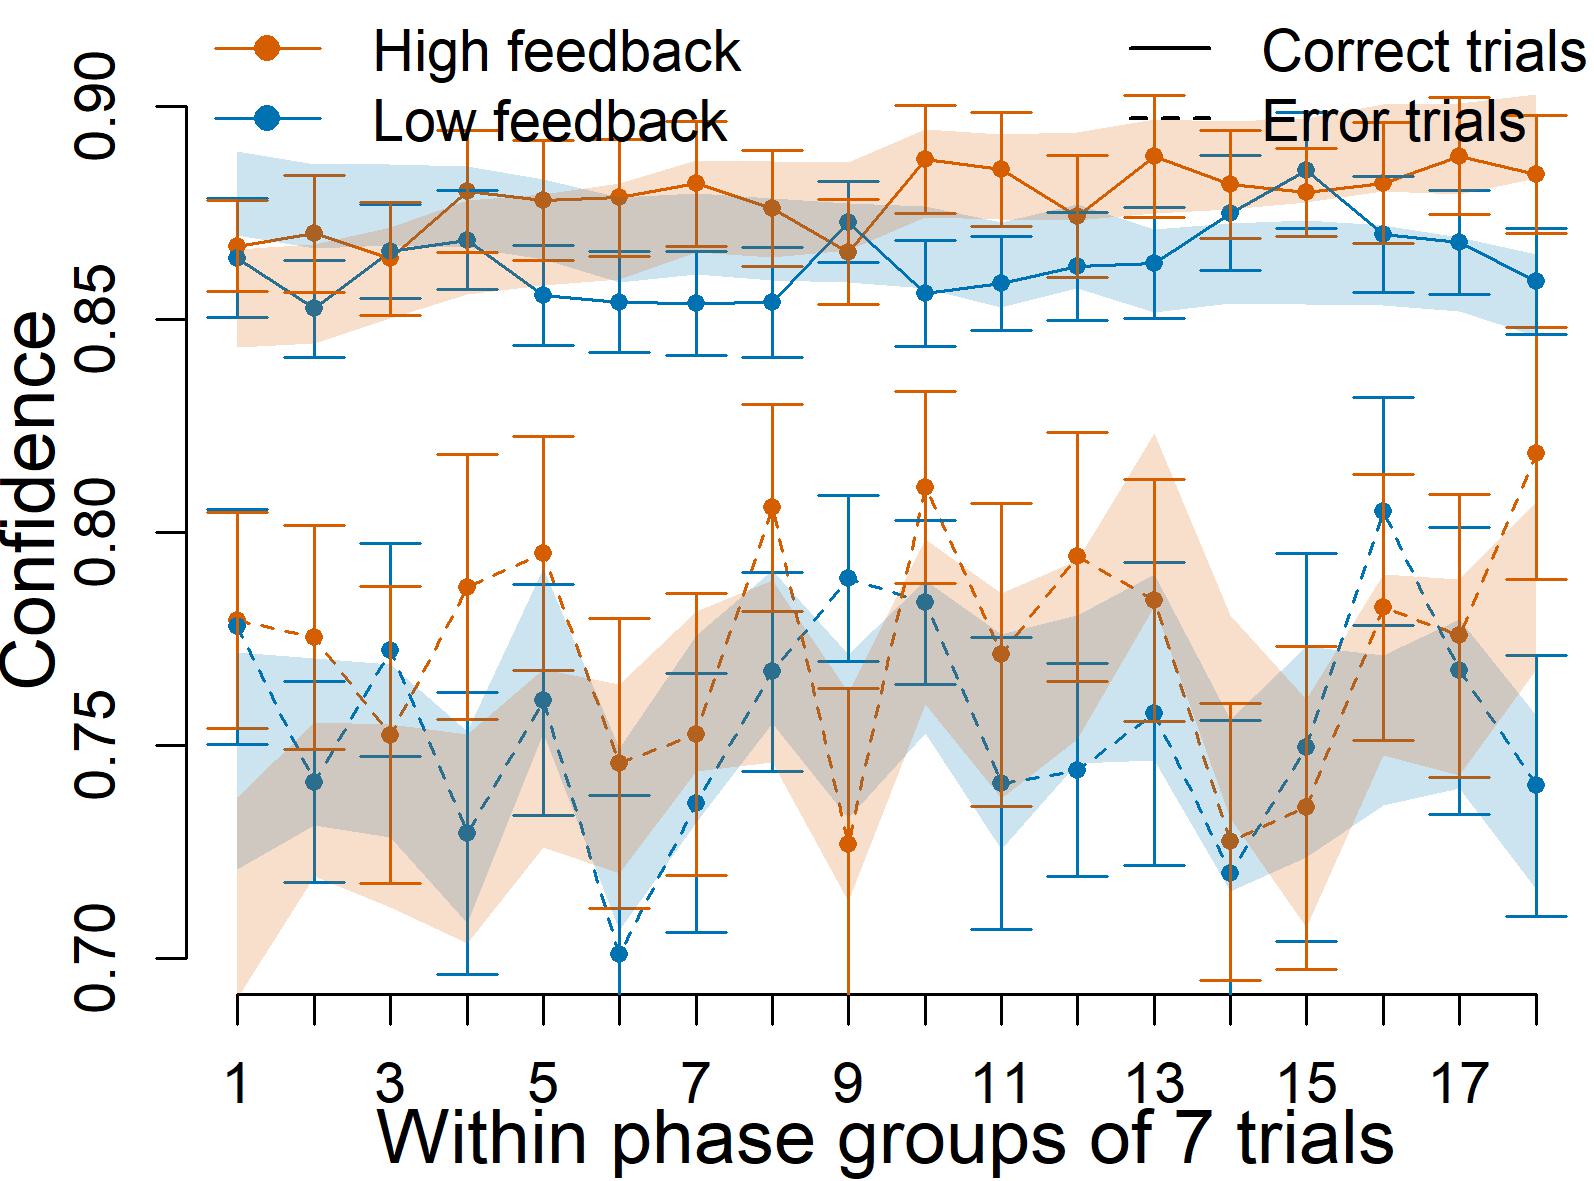 High feedback
Low feedback
Correct trials
Error trials
Confidence
0.90
0.85
0.80
0.75
0.70
1 3 5 7 9 11 13 15 17
Within phase groups of 7 trials